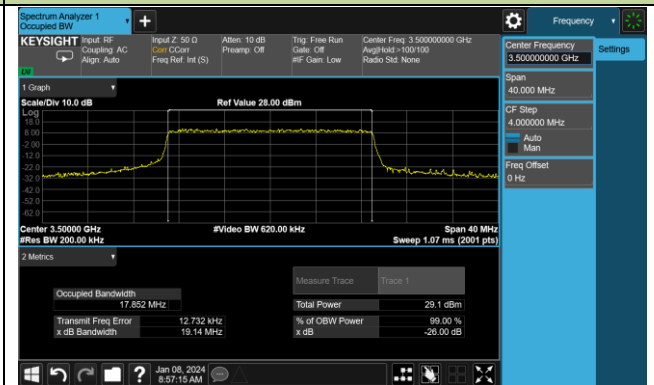 Spectrum Analyzer 1
Occupied BW
Frequency
KEYSIGHT
Input: RF
Coupling: AC
Align: Auto
Input Z: 50 Ω
Corr CCorr
Freq Ref: Int (S)
Atten: 10 dB
Preamp: Off
Trig: Free Run
Gate: Off
#IF Gain: Low
Center Freq: 3.500000000 GHz
Avg|Hold:>100/100
Radio Std: None
Center Frequency
3.500000000 GHz
Settings
Span
40.000 MHz
CF Step
4.000000 MHz
Auto
Man
Freq Offset
0 Hz
1 Graph
Scale/Div 10.0 dB
Ref Value 28.00 dBm
Log
18.0
8.00
-2.00
-12.0
-22.0
-32.0
-42.0
-52.0
-62.0
Center 3.50000 GHz
#Video BW 620.00 kHz
Span 40 MHz
#Res BW 200.00 kHz
Sweep 1.07 ms (2001 pts)
2 Metrics
Measure Trace
Trace 1
Occupied Bandwidth
17.852 MHz
Total Power
29.1 dBm
Transmit Freq Error
12.732 kHz
% of OBW Power
99.00 %
x dB Bandwidth
19.14 MHz
x dB
-26.00 dB
?
Jan 08, 2024
8:57:15 AM